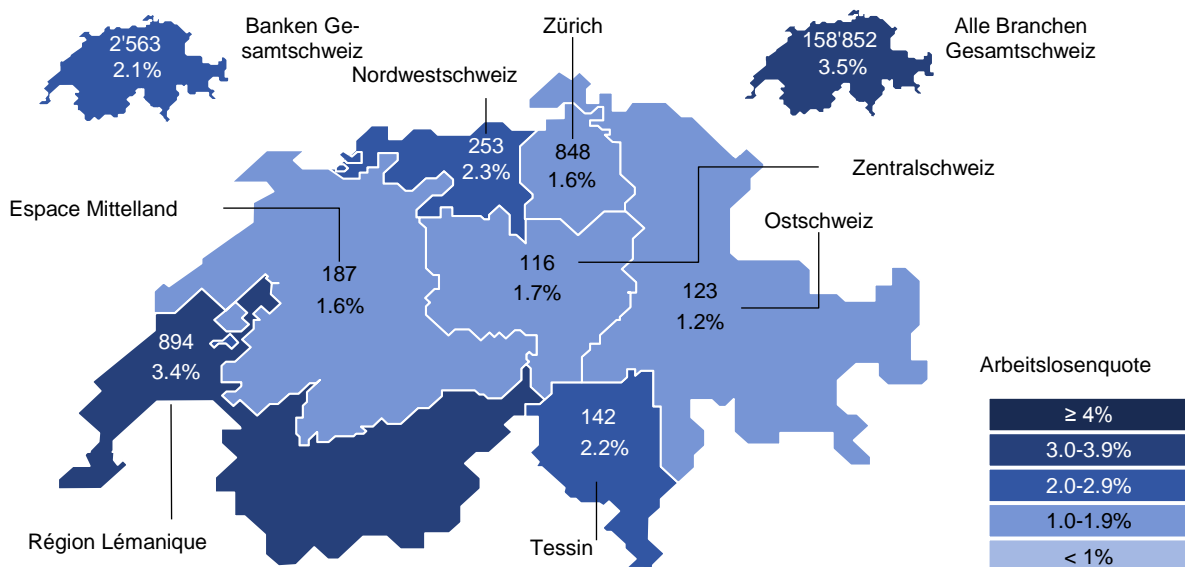 Banken Ge-
samtschweiz
2'563
2.1%
Zürich
Alle Branchen
Gesamtschweiz
158'852
3.5%
Nordwestschweiz
253
2.3%
848
1.6%
Zentralschweiz
Espace Mittelland
Ostschweiz
187
1.6%
116
1.7%
123
1.2%
894
3.4%
Arbeitslosenquote
142
2.2%
≥ 4%
3.0-3.9%
2.0-2.9%
1.0-1.9%
< 1%
Région Lémanique
Tessin